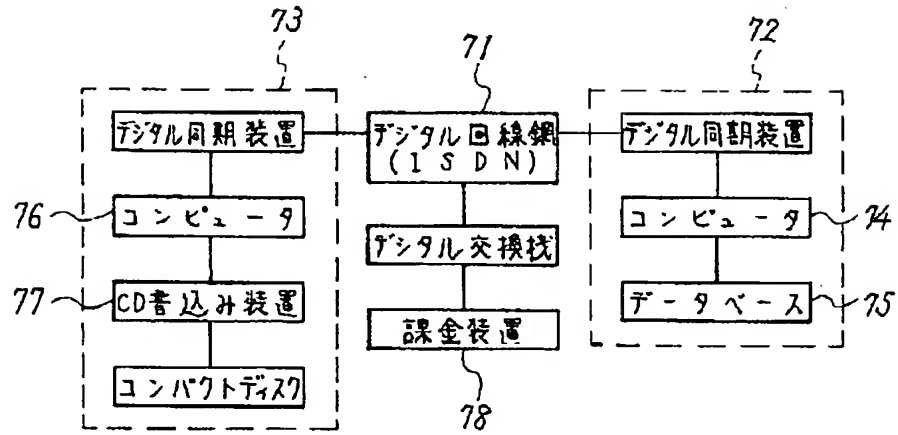 73
71
72
デジタル同期装置
デジタル回線網
(ISDN)
デジタル同期装置
76
コンピュータ
デジタル交換機
コンピュータ
74
77
CD書込み装置
課金装置
データベース
75
コンパクトディスク
78